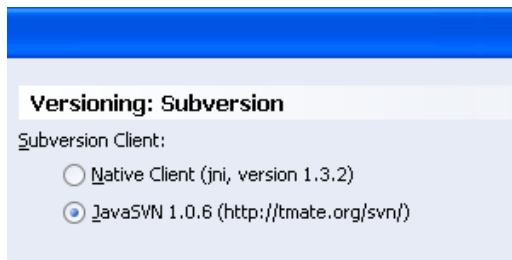 Versioning: Subversion
Subversion Client:
Native Client (jni, version 1.3.2)
JavaSVN 1.0.6 (http://tmate.org/svn/)